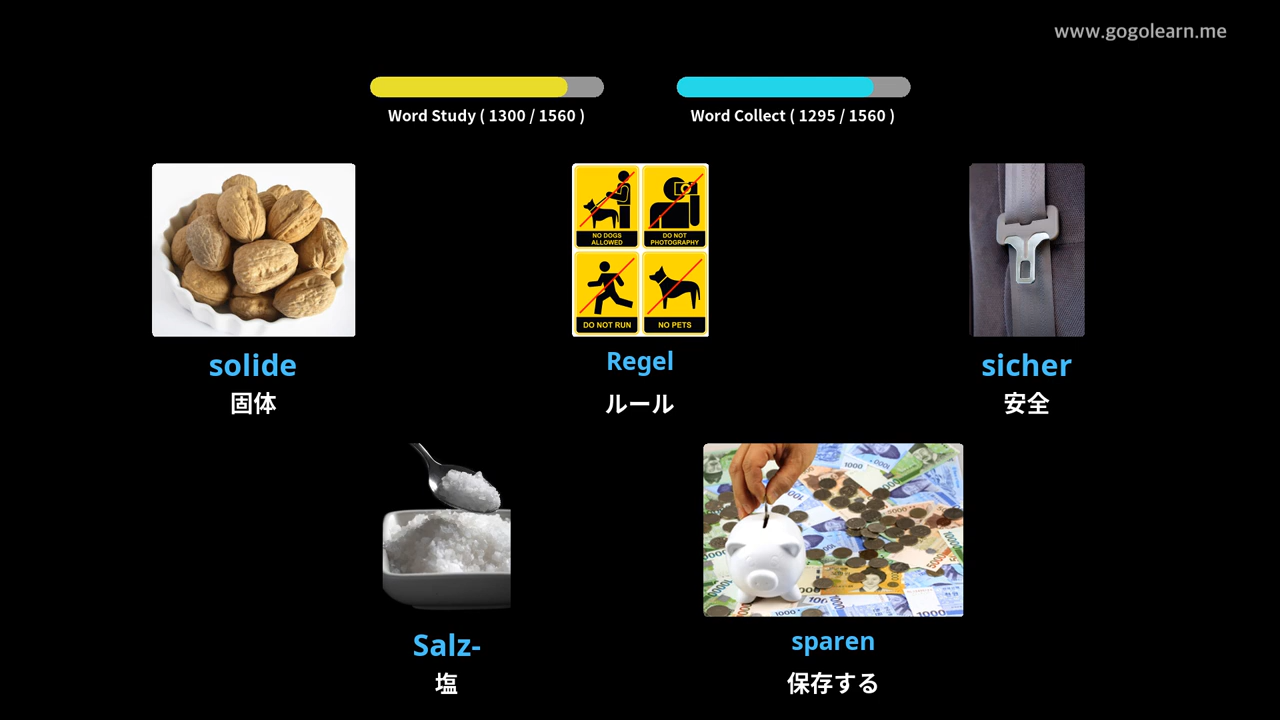 www.gogolearn.me
Word Study ( 1300 / 1560 )
Word Collect ( 1295 / 1560 )
NO DOGS
ALLOWED
DO NOT
PHOTOGRAPHY
DO NOT RUN
NO PETS
solide
固体
Regel
ルール
sicher
安全
Salz-
塩
sparen
保存する